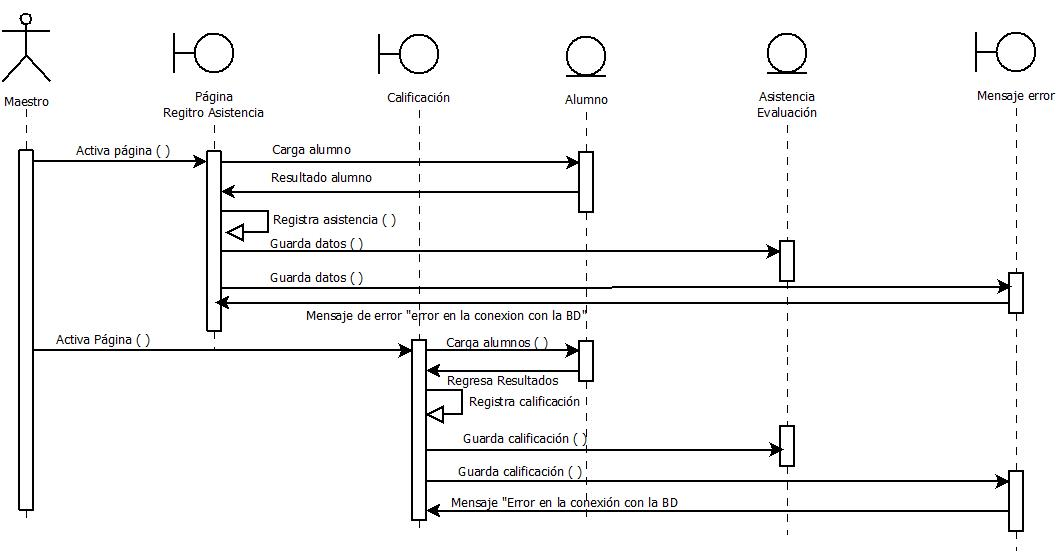 Maestro
Página
Regitro Asistencia
Calificación
Alumno
Asistencia
Evaluación
Mensaje error
Activa página ( )
Carga alumno
Resultado alumno
Registra asistencia ( )
Guarda datos ( )
Guarda datos ( )
Mensaje de error "error en la conexion con la BD"
Activa Página ( )
Carga alumnos ( )
Regresa Resultados
Registra calificación
Guarda calificación ( )
Guarda calificación ( )
Mensaje "Error en la conexión con la BD